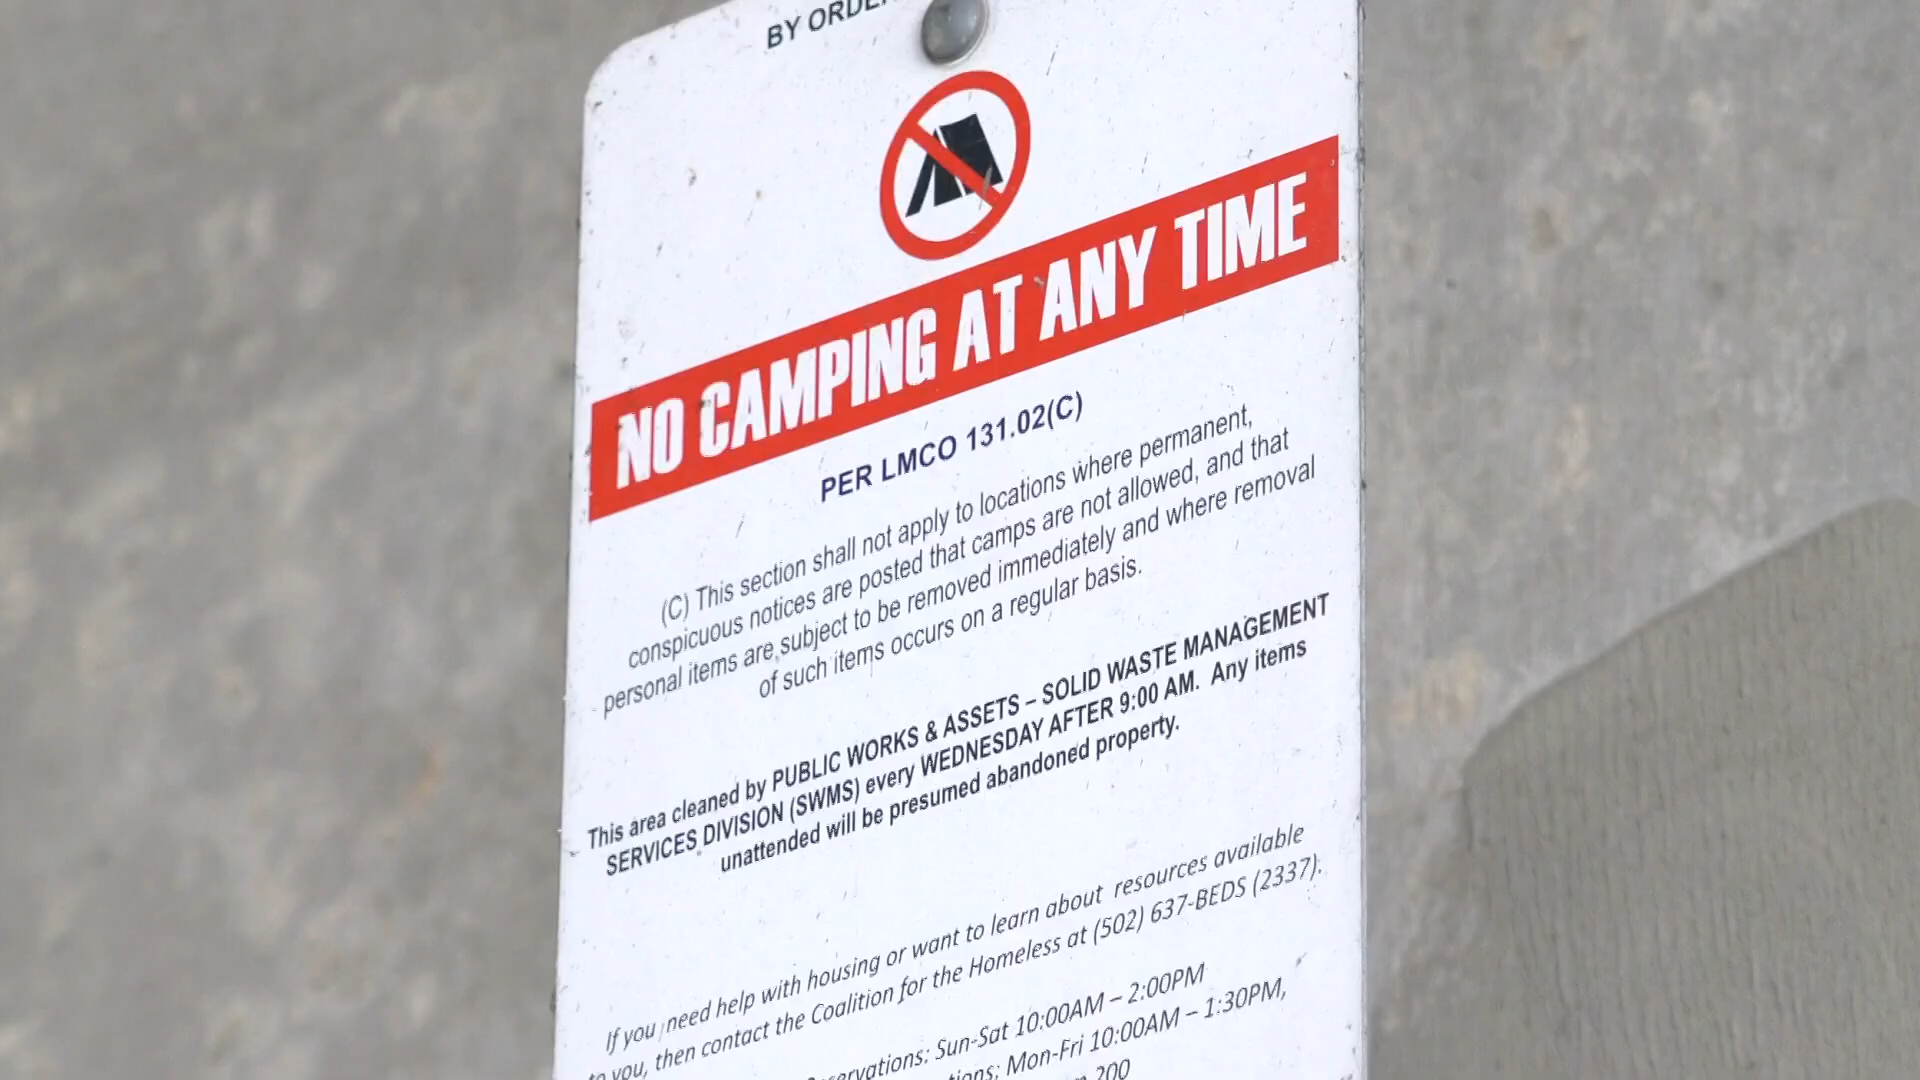 BY ORDER
NO CAMPING AT ANY TIME
PER LMCO 131.02(C)
(C) This section shall not apply to locations where permanent,
conspicuous notices are posted that camps are not allowed, and that
personal items are subject to be removed immediately and where removal
of such items occurs on a regular basis.
This area cleaned by PUBLIC WORKS & ASSETS – SOLID WASTE MANAGEMENT
SERVICES DIVISION (SWMS) every WEDNESDAY AFTER 9:00 AM. Any items
unattended will be presumed abandoned property.
If you need help with housing or want to learn about resources available
to you, then contact the Coalition for the Homeless at (502) 637-BEDS (2337).
Sun-Sat 10:00AM – 2:00PM
Mon-Fri 10:00AM – 1:30PM,
200